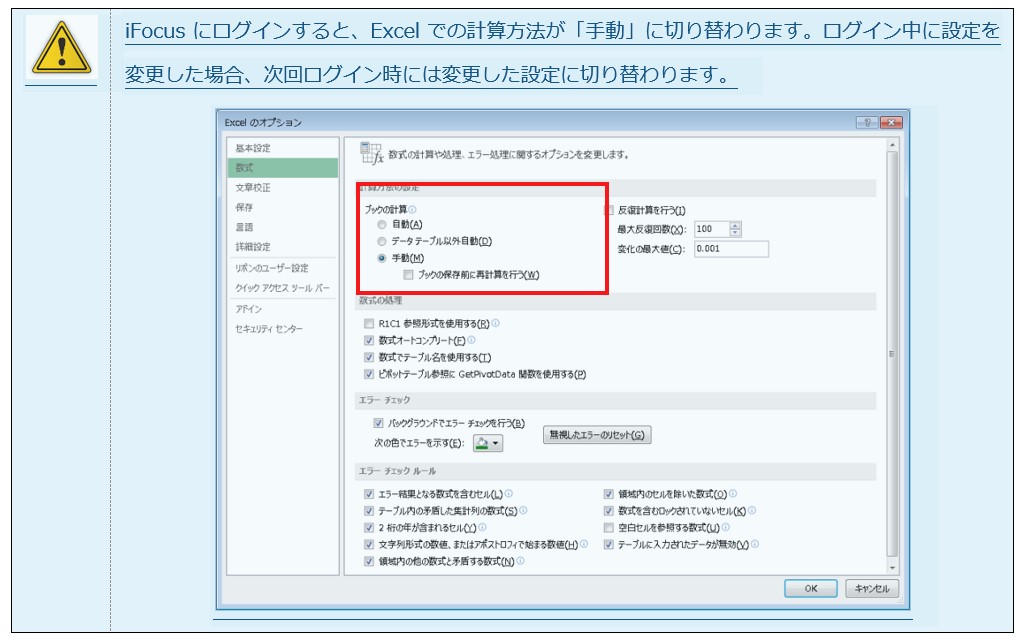 iFocus にログインすると、Excel での計算方法が「手動」に切り替わります。ログイン中に設定を
変更した場合、次回ログイン時には変更した設定に切り替わります。
Excel のオプション
基本設定
数式
文章校正
保存
言語
詳細設定
リボンのユーザー設定
クイック アクセス ツール バー
アドイン
セキュリティ センター
数式の計算や処理、エラー処理に関するオプションを変更します。
計算方法の設定
ブックの計算
自動(A)
データ テーブル以外自動(D)
手動(M)
ブックの保存前に再計算を行う(W)
反復計算を行う(I)
最大反復回数(X): 100
変化の最大値(C): 0.001
数式の処理
R1C1 参照形式を使用する(R)
数式オートコンプリート(F)
数式でテーブル名を使用する(T)
ピボットテーブル参照に GetPivotData 関数を使用する(P)
エラー チェック
バックグラウンドでエラー チェックを行う(B)
次の色でエラーを示す(E):
無視したエラーのリセット(G)
エラー チェック ルール
エラー結果となる数式を含むセル(L)
テーブル内の矛盾した集計列の数式(S)
2 桁の年が含まれるセル(Y)
文字列形式の数値、またはアポストロフィで始まる数値(H)
領域内の他の数式と矛盾する数式(N)
領域内のセルを除いた数式(O)
数式を含むロックされていないセル(K)
空白セルを参照する数式(U)
テーブルに入力されたデータが無効(V)
OK
キャンセル